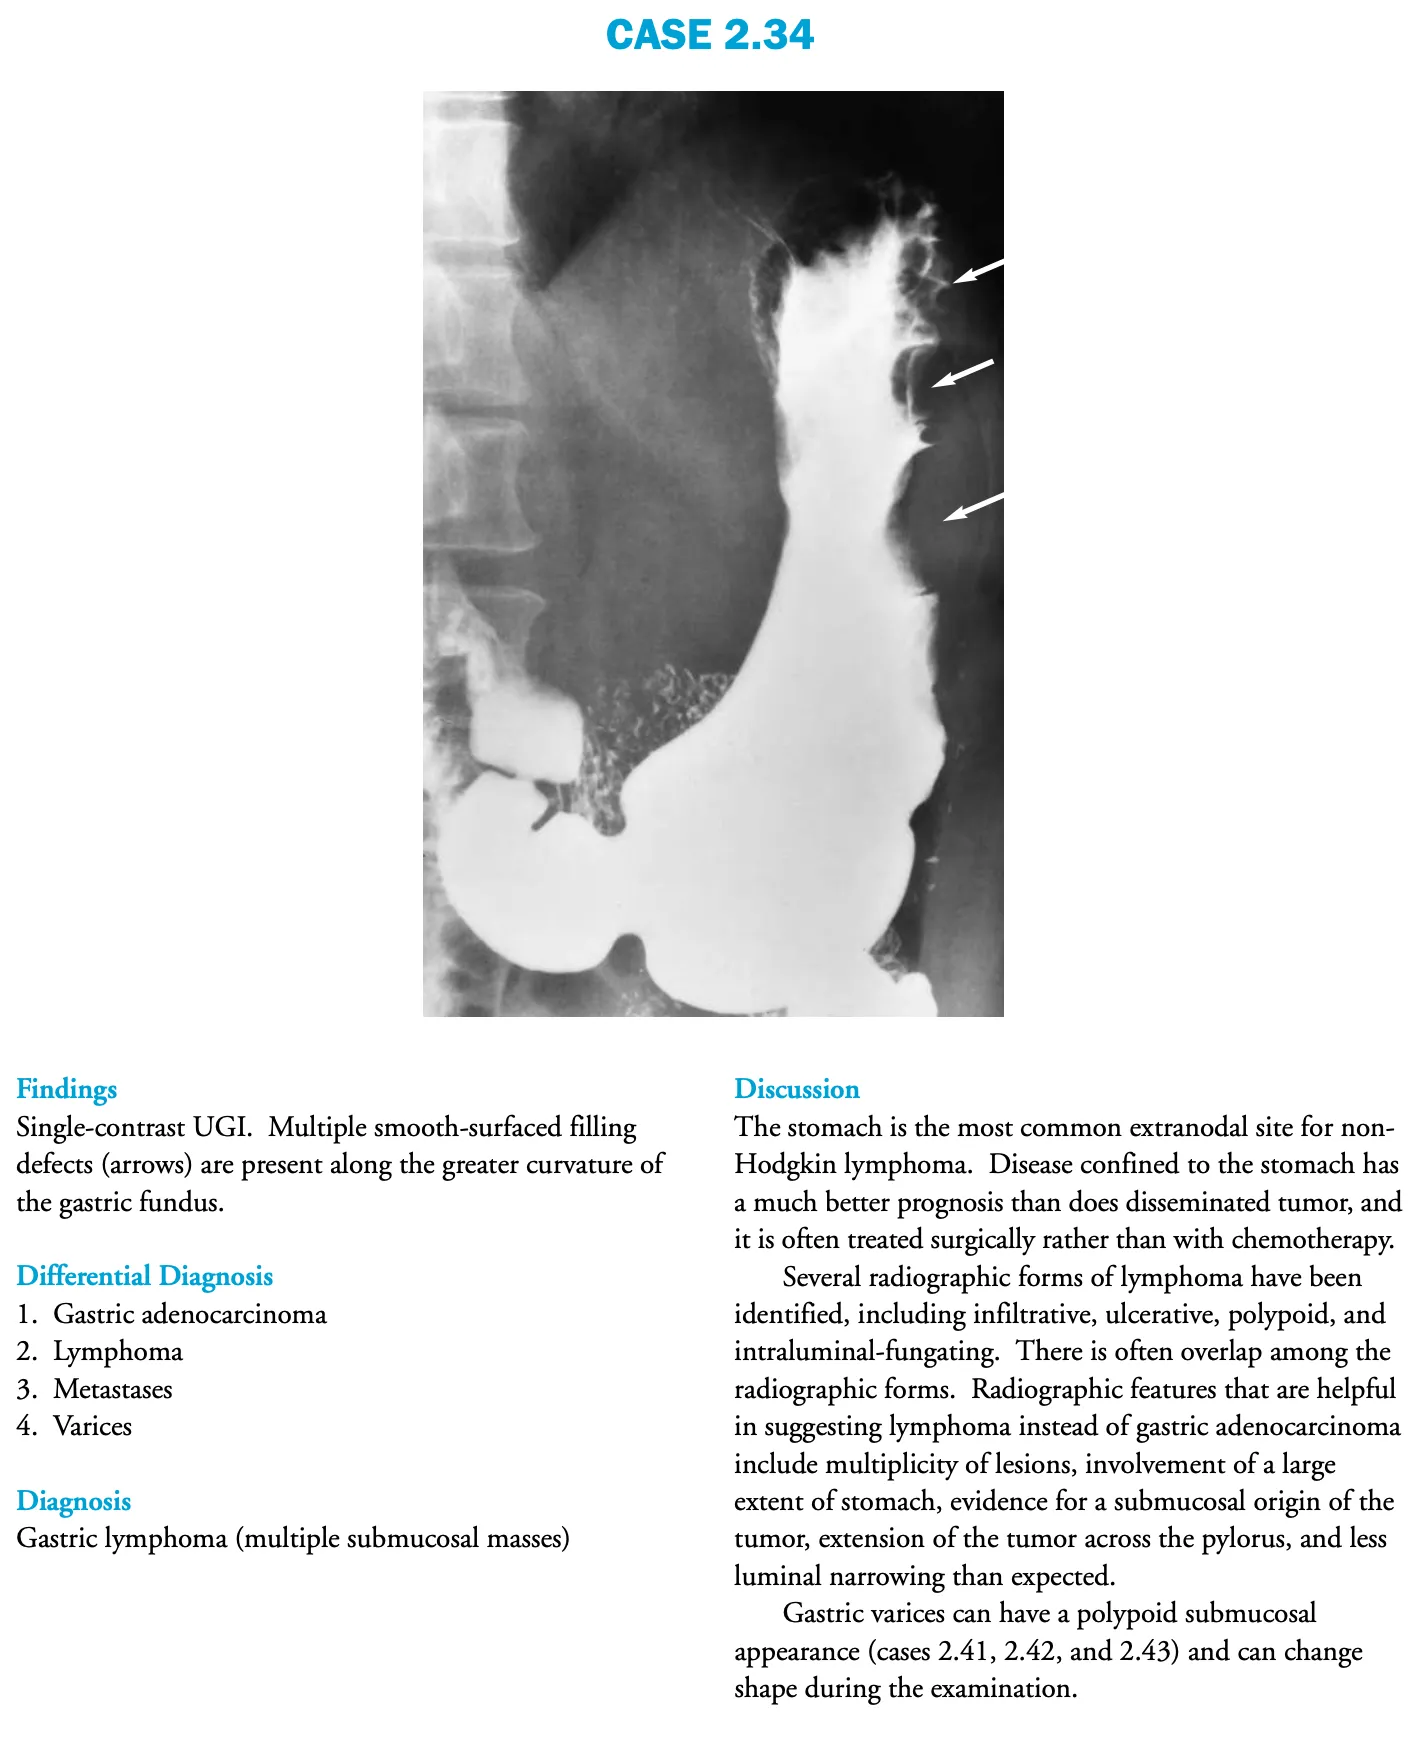 CASE 2.34
Findings
Single-contrast UGI. Multiple smooth-surfaced filling
defects (arrows) are present along the greater curvature of
the gastric fundus.
Differential Diagnosis
1. Gastric adenocarcinoma
2. Lymphoma
3. Metastases
4. Varices
Diagnosis
Gastric lymphoma (multiple submucosal masses)
Discussion
The stomach is the most common extranodal site for non-
Hodgkin lymphoma. Disease confined to the stomach has
a much better prognosis than does disseminated tumor, and
it is often treated surgically rather than with chemotherapy.
Several radiographic forms of lymphoma have been
identified, including infiltrative, ulcerative, polypoid, and
intraluminal-fungating. There is often overlap among the
radiographic forms. Radiographic features that are helpful
in suggesting lymphoma instead of gastric adenocarcinoma
include multiplicity of lesions, involvement of a large
extent of stomach, evidence for a submucosal origin of the
tumor, extension of the tumor across the pylorus, and less
luminal narrowing than expected.
Gastric varices can have a polypoid submucosal
appearance (cases 2.41, 2.42, and 2.43) and can change
shape during the examination.